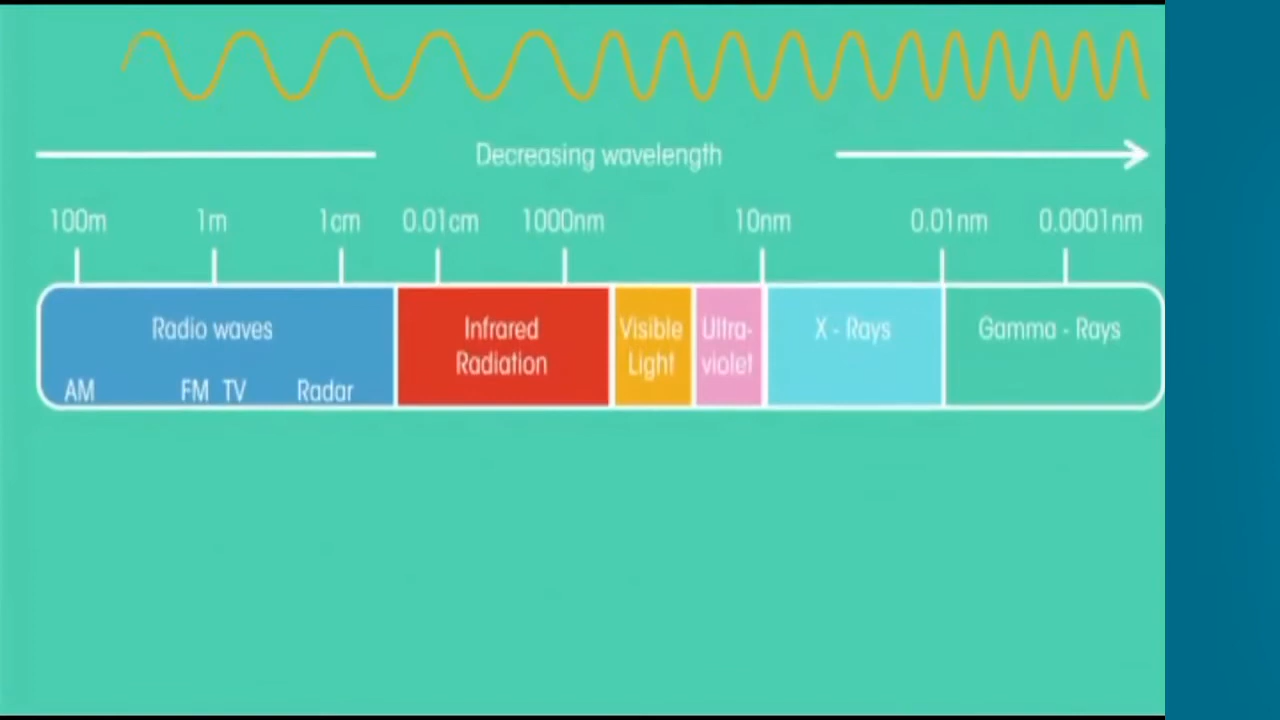 Decreasing wavelength
100m 1m 1cm 0.01cm 1000nm 10nm 0.01nm 0.0001nm
Radio waves
AM FM TV Radar
Infrared
Radiation
Visible
Light
Ultra-
violet
X - Rays
Gamma - Rays